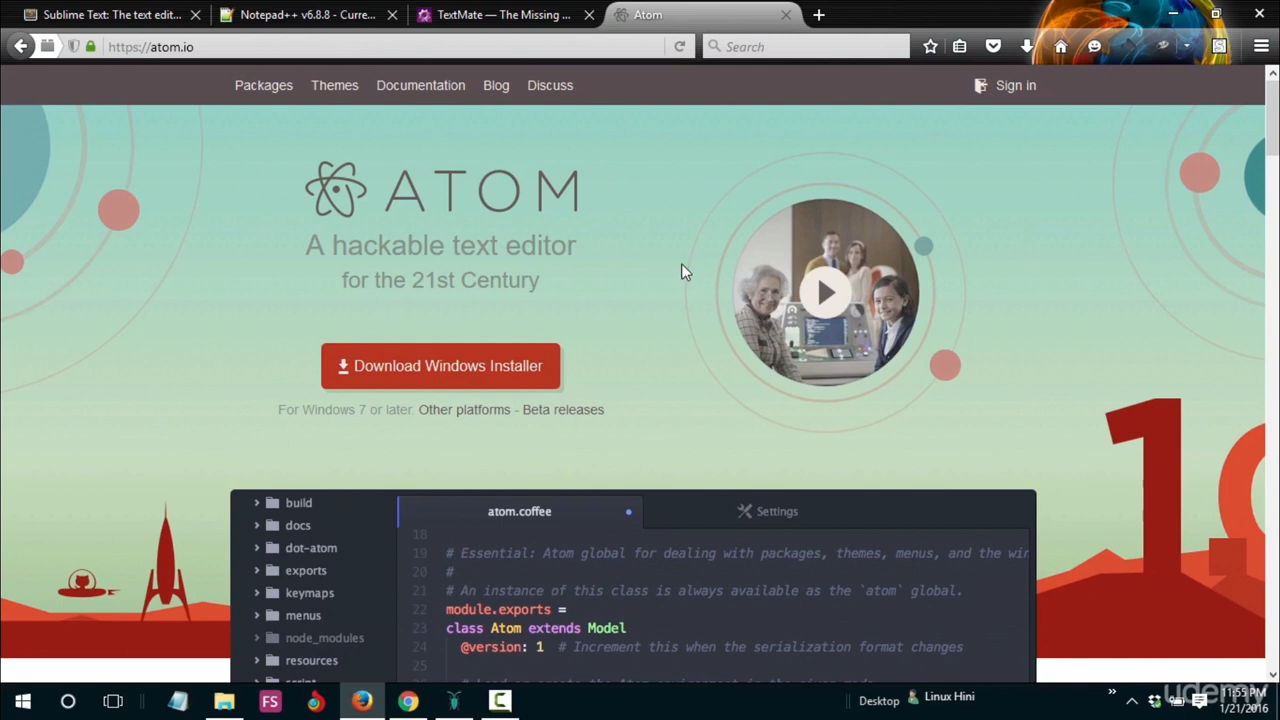 Sublime Text: The text edit...
Notepad++ v6.8.8 - Curre...
TextMate — The Missing ...
Atom
https://atom.io
Search
Packages
Themes
Documentation
Blog
Discuss
Sign in
ATOM
A hackable text editor
for the 21st Century
Download Windows Installer
For Windows 7 or later. Other platforms - Beta releases
1
build
docs
dot-atom
exports
keymaps
menus
node_modules
resources
script
atom.coffee
Settings
18
19 # Essential: Atom global for dealing with packages, themes, menus, and the win
20 #
21 # An instance of this class is always available as the `atom` global.
22 module.exports =
23 class Atom extends Model
24 @version: 1 # Increment this when the serialization format changes
25
FS
Desktop
Linux Hini
udemy
11:55 PM
1/21/2016